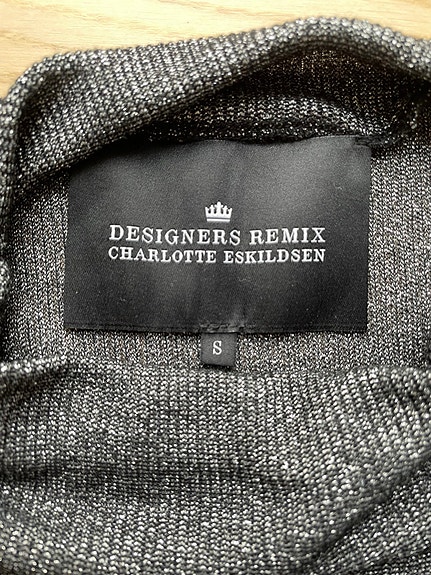 DESIGNERS REMIX
CHARLOTTE ESKILDSEN
S